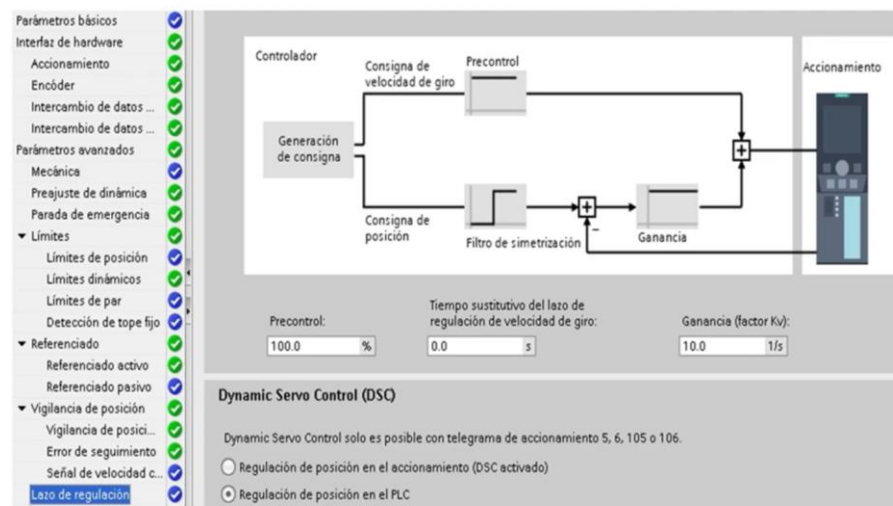 Parámetros básicos
Interfaz de hardware
Accionamiento
Encóder
Intercambio de datos ...
Intercambio de datos ...
Parámetros avanzados
Mecánica
Preajuste de dinámica
Parada de emergencia
Límites
Límites de posición
Límites dinámicos
Límites de par
Detección de tope fijo
Referenciado
Referenciado activo
Referenciado pasivo
Vigilancia de posición
Vigilancia de posici...
Error de seguimiento
Señal de velocidad c...
Lazo de regulación
Controlador
Consigna de
velocidad de giro
Precontrol
Accionamiento
Generación
de consigna
Consigna de
posición
Filtro de simetrización
Ganancia
Precontrol:
100.0 %
Tiempo sustitutivo del lazo de
regulación de velocidad de giro:
0.0 s
Ganancia (factor Kv):
10.0 1/s
Dynamic Servo Control (DSC)
Dynamic Servo Control solo es posible con telegrama de accionamiento 5, 6, 105 o 106.
Regulación de posición en el accionamiento (DSC activado)
Regulación de posición en el PLC